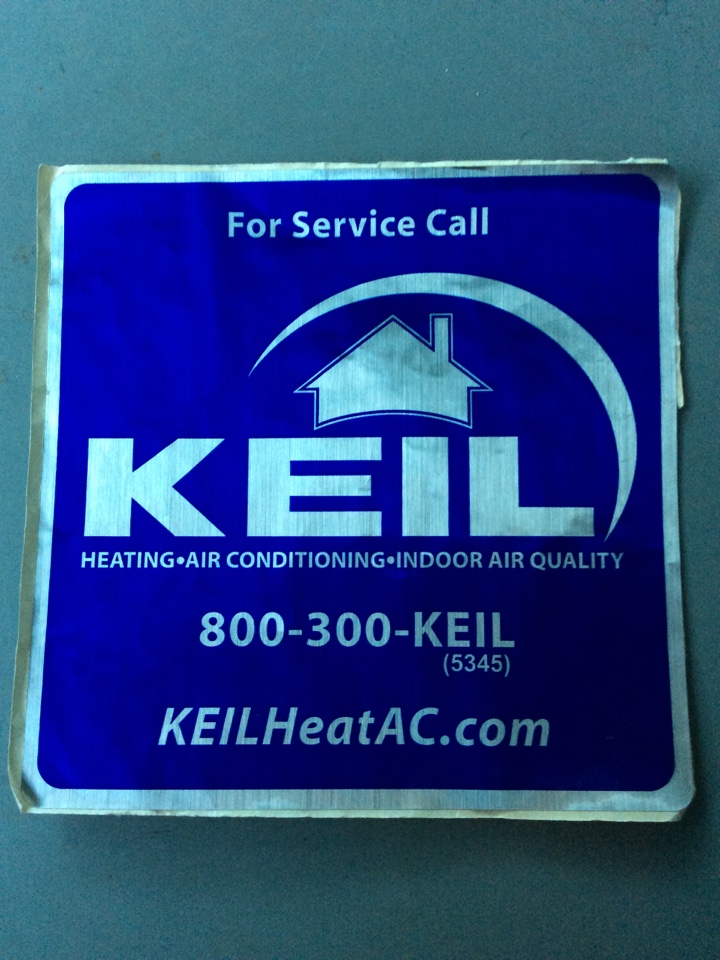 For Service Call
KEIL
HEATING•AIR CONDITIONING•INDOOR AIR QUALITY
800-300-KEIL
(5345)
KEILHeatAC.com